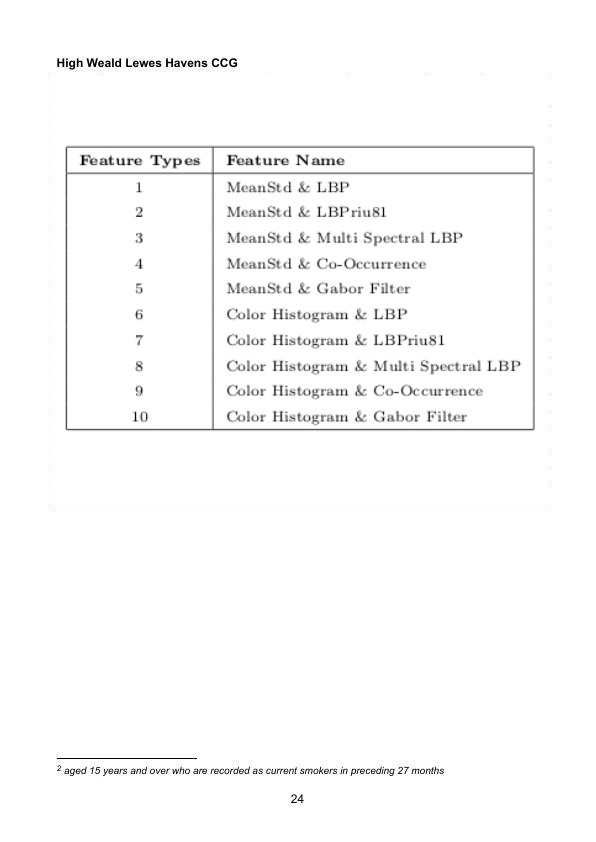 High Weald Lewes Havens CCG
Feature Types Feature Name
1 MeanStd & LBP
2 MeanStd & LBPriu81
3 MeanStd & Multi Spectral LBP
4 MeanStd & Co-Occurrence
5 MeanStd & Gabor Filter
6 Color Histogram & LBP
7 Color Histogram & LBPriu81
8 Color Histogram & Multi Spectral LBP
9 Color Histogram & Co-Occurrence
10 Color Histogram & Gabor Filter
2 aged 15 years and over who are recorded as current smokers in preceding 27 months
24